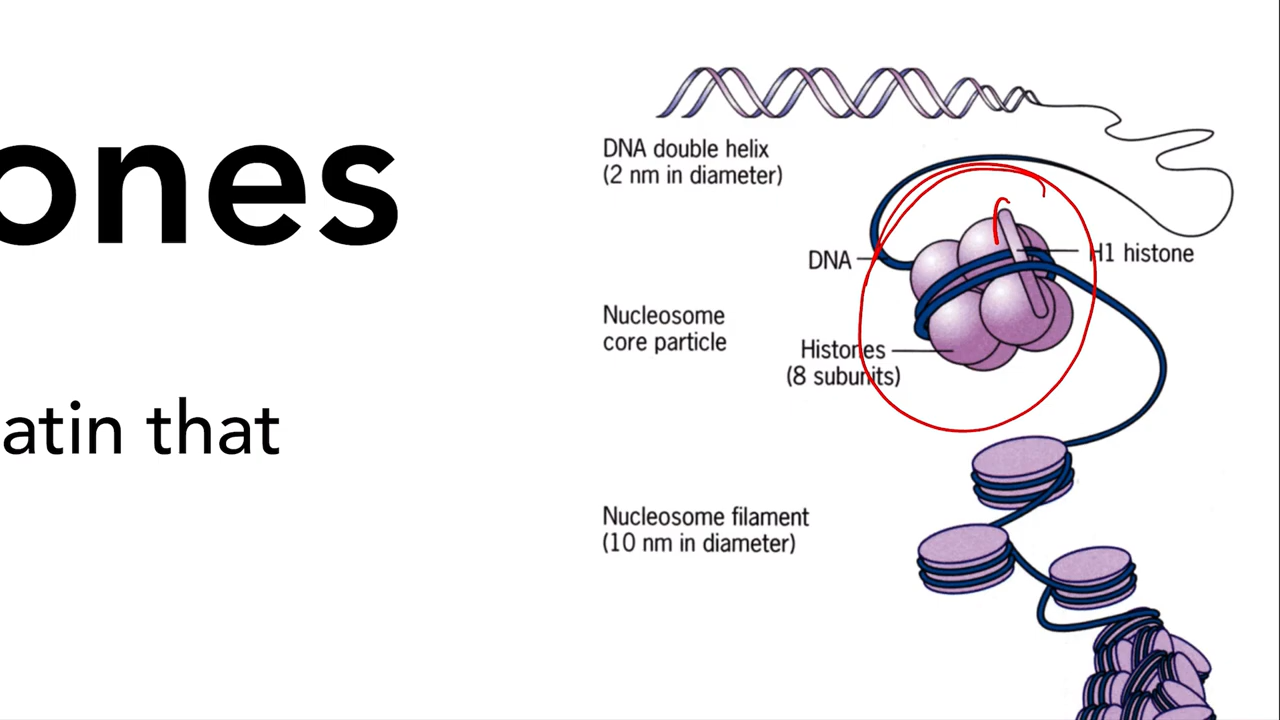 ones
atin that
DNA double helix
(2 nm in diameter)
DNA
H1 histone
Nucleosome
core particle
Histones
(8 subunits)
Nucleosome filament
(10 nm in diameter)